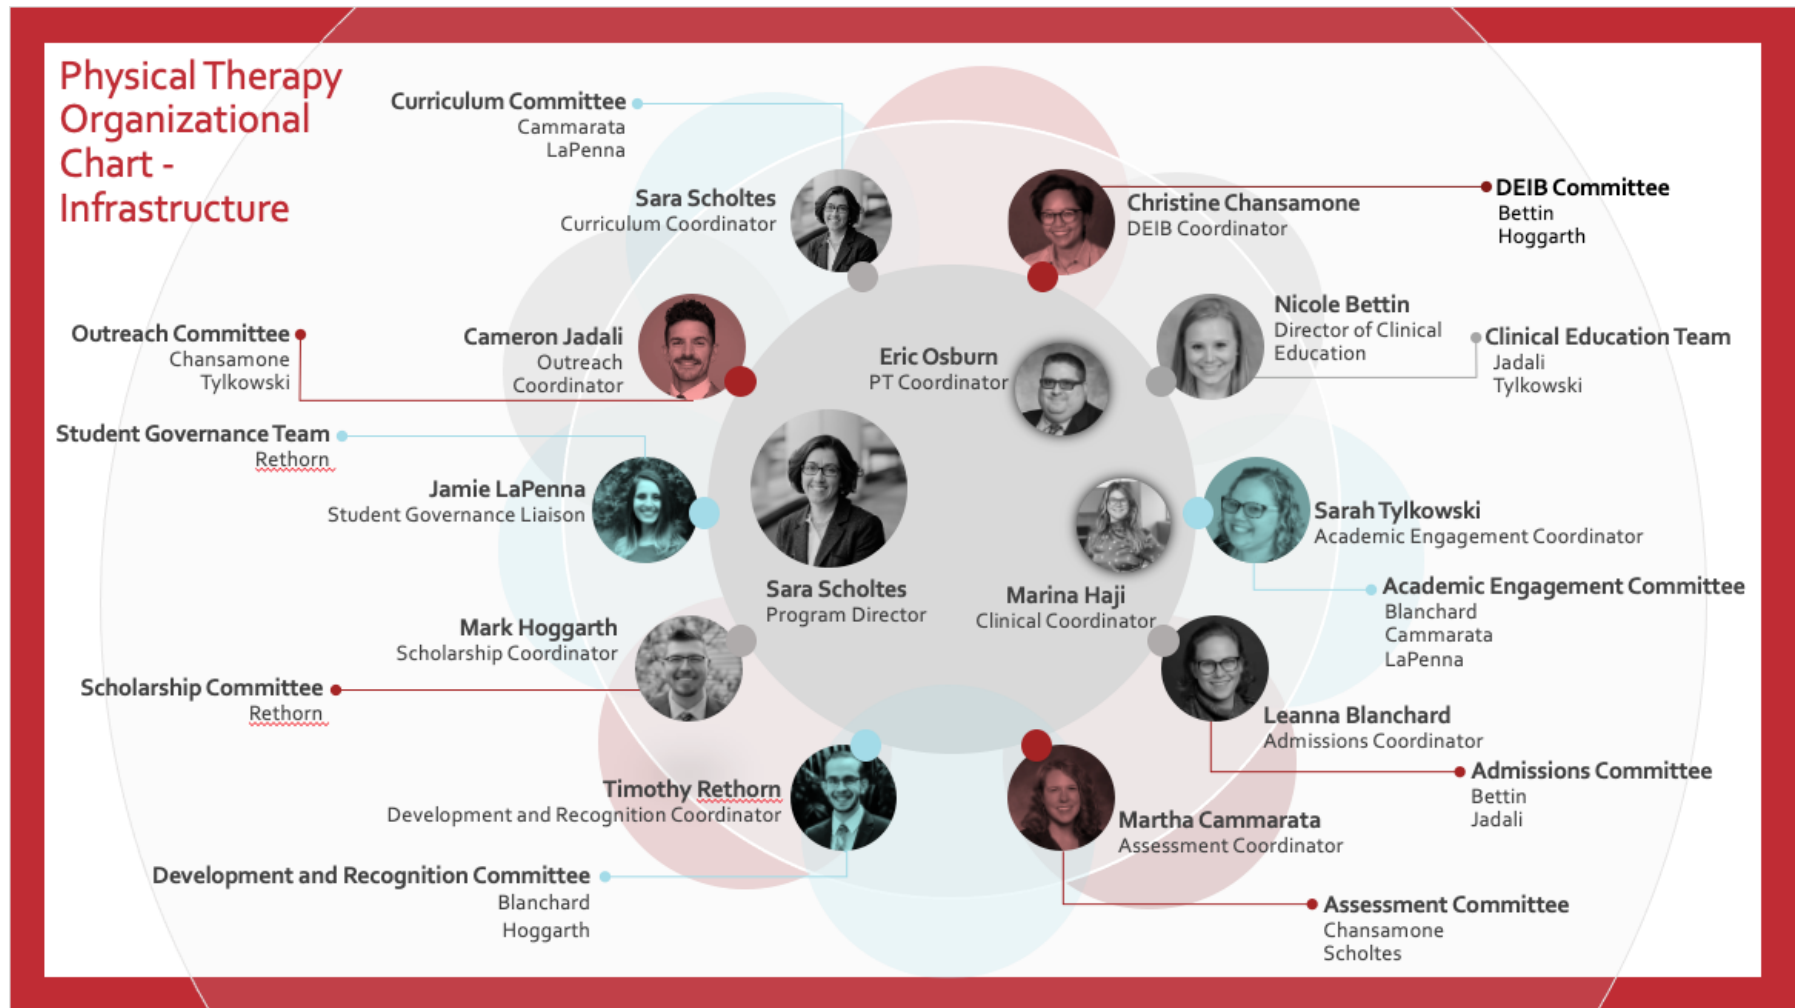 Physical Therapy
Organizational
Chart -
Infrastructure
Curriculum Committee
Cammarata
LaPenna
Sara Scholtes
Curriculum Coordinator
Christine Chansamone
DEIB Coordinator
DEIB Committee
Bettin
Hoggarth
Outreach Committee
Chansamone
Tylkowski
Cameron Jadali
Outreach
Coordinator
Eric Osburn
PT Coordinator
Nicole Bettin
Director of Clinical
Education
Clinical Education Team
Jadali
Tylkowski
Student Governance Team
Rethorn
Jamie LaPenna
Student Governance Liaison
Sara Scholtes
Program Director
Marina Haji
Clinical Coordinator
Sarah Tylkowski
Academic Engagement Coordinator
Academic Engagement Committee
Blanchard
Cammarata
LaPenna
Mark Hoggarth
Scholarship Coordinator
Scholarship Committee
Rethorn
Leanna Blanchard
Admissions Coordinator
Admissions Committee
Bettin
Jadali
Timothy Rethorn
Development and Recognition Coordinator
Development and Recognition Committee
Blanchard
Hoggarth
Martha Cammarata
Assessment Coordinator
Assessment Committee
Chansamone
Scholtes